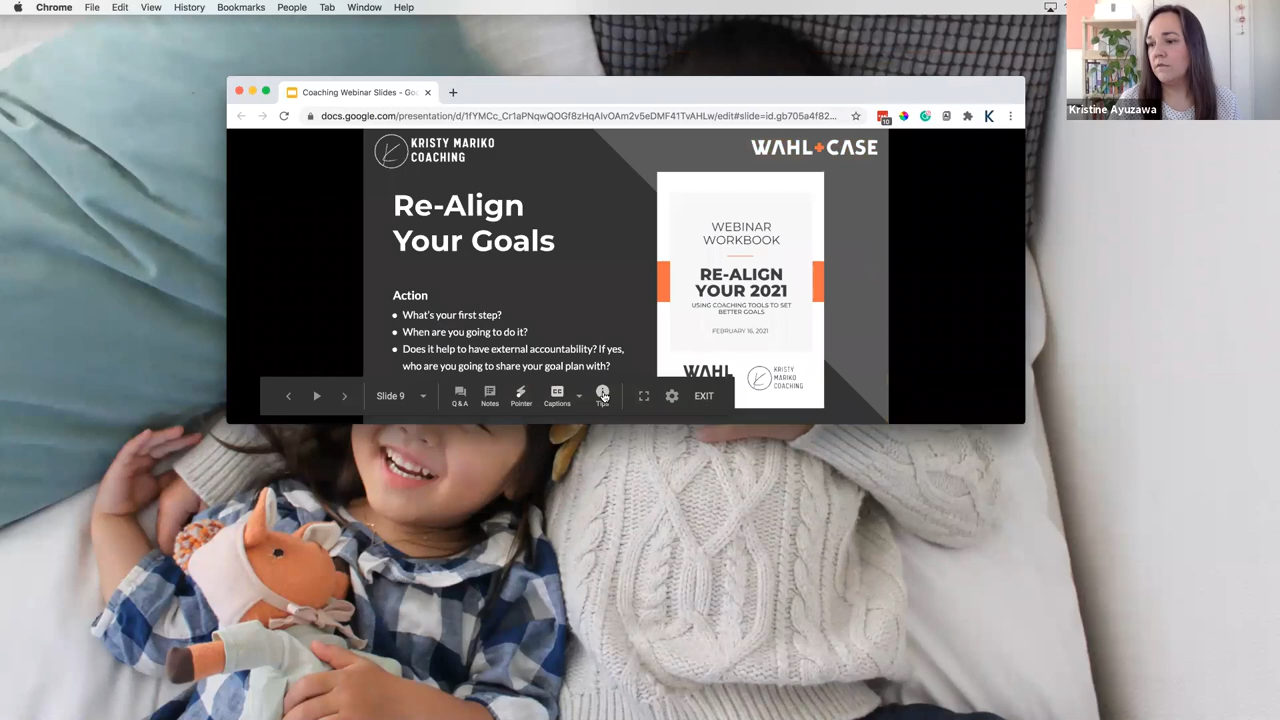 Chrome File Edit View History Bookmarks People Tab Window Help
Kristine Ayuzawa
Coaching Webinar Slides - Go
docs.google.com/presentation/d/1fYMCc_Cr1aPNqwQOGf8zHqAIvOAm2v5eDMF41TvAHLw/edit#slide=id.gb705a4f82...
10
K
KRISTY MARIKO
COACHING
WAHL+CASE
Re-Align
Your Goals
Action
• What's your first step?
• When are you going to do it?
• Does it help to have external accountability? If yes,
who are you going to share your goal plan with?
WEBINAR
WORKBOOK
RE-ALIGN
YOUR 2021
USING COACHING TOOLS TO SET
BETTER GOALS
FEBRUARY 16, 2021
WAHL
KRISTY
MARIKO
COACHING
Slide 9
Q & A Notes Pointer Captions Tips
EXIT